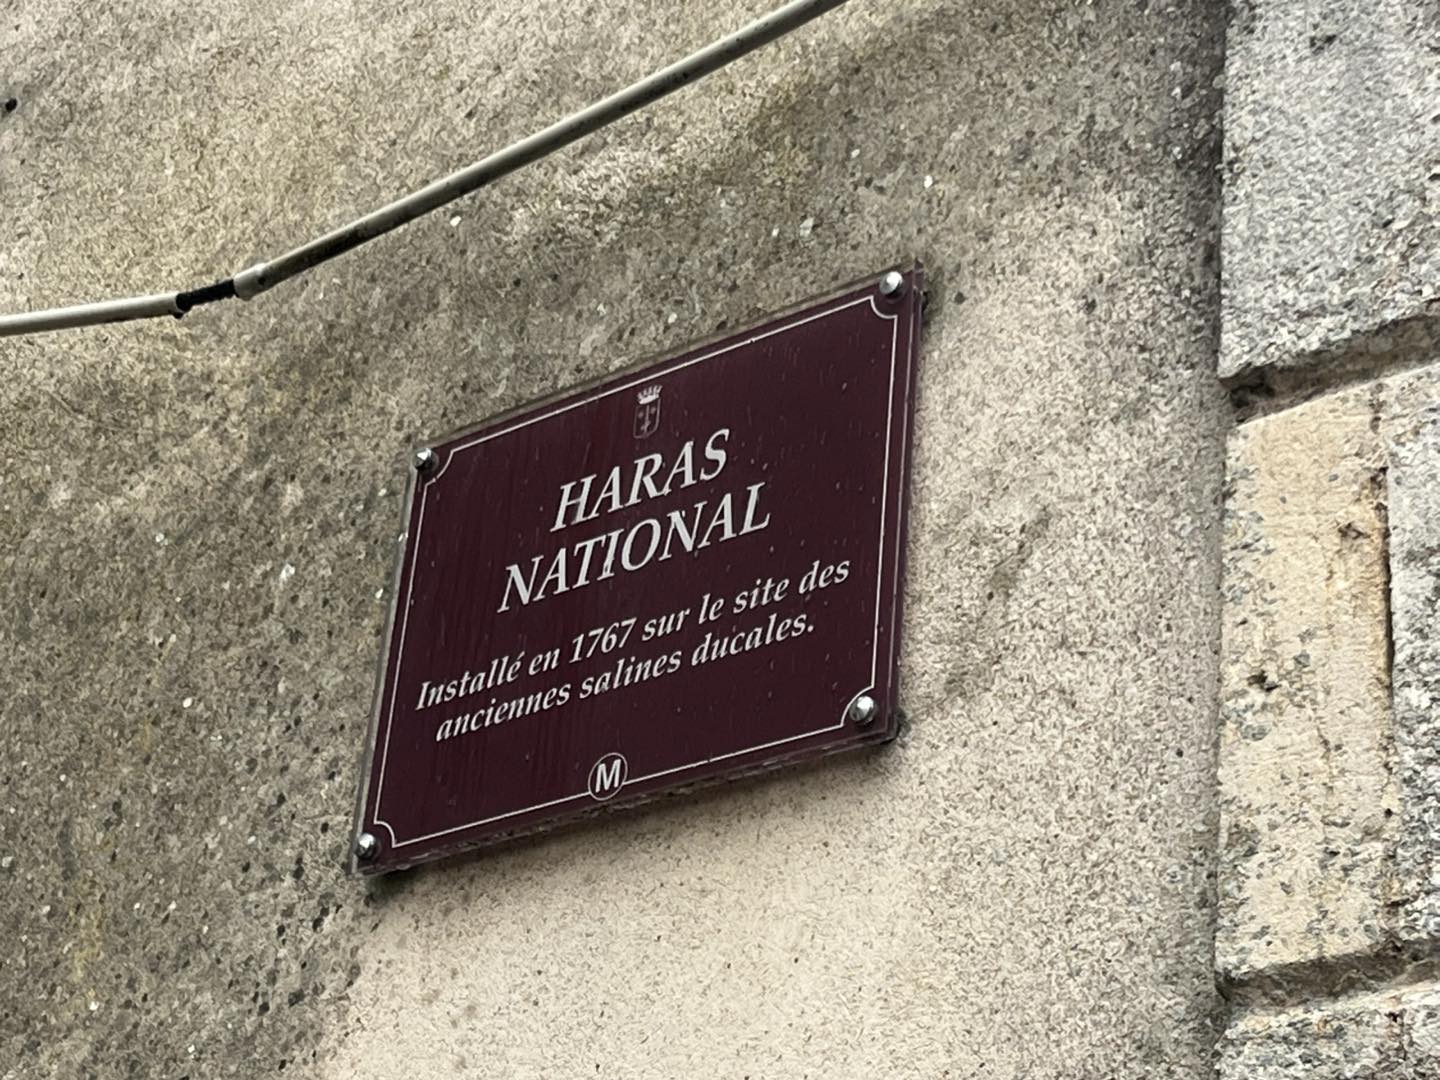 HARAS
NATIONAL
Installé en 1767 sur le site des
anciennes salines ducales.
M